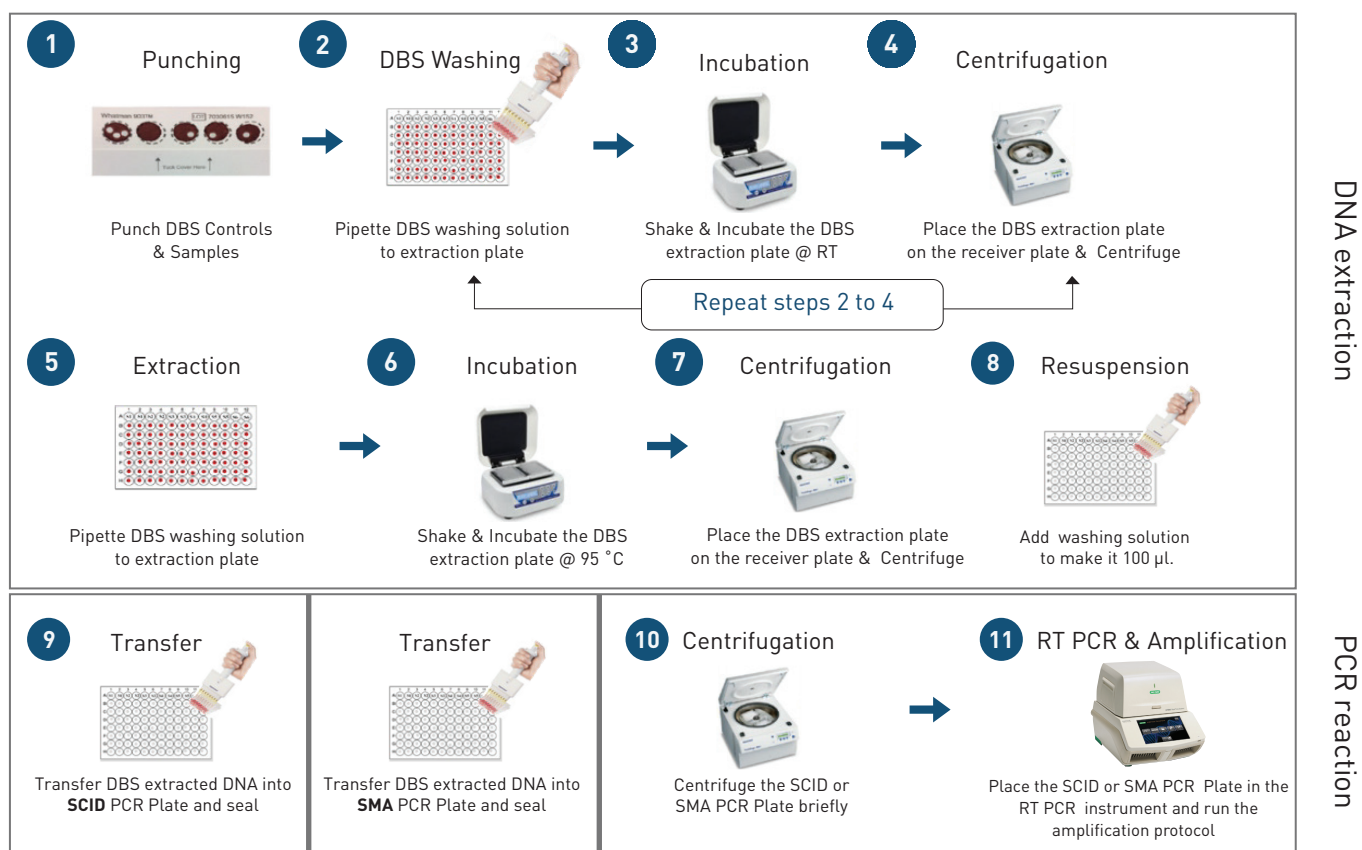 1
Punching
Whatman 903TM LOT 7030615 W152
Punch DBS Controls
& Samples
2
DBS Washing
Pipette DBS washing solution
to extraction plate
3
Incubation
Shake & Incubate the DBS
extraction plate @ RT
4
Centrifugation
Place the DBS extraction plate
on the receiver plate & Centrifuge
Repeat steps 2 to 4
5
Extraction
Pipette DBS washing solution
to extraction plate
6
Incubation
Shake & Incubate the DBS
extraction plate @ 95 ˚C
7
Centrifugation
Place the DBS extraction plate
on the receiver plate & Centrifuge
8
Resuspension
Add washing solution
to make it 100 µl.
DNA extraction
9
Transfer
Transfer DBS extracted DNA into
SCID PCR Plate and seal
Transfer
Transfer DBS extracted DNA into
SMA PCR Plate and seal
10
Centrifugation
Centrifuge the SCID or
SMA PCR Plate briefly
11
RT PCR & Amplification
Place the SCID or SMA PCR Plate in the
RT PCR instrument and run the
amplification protocol
PCR reaction